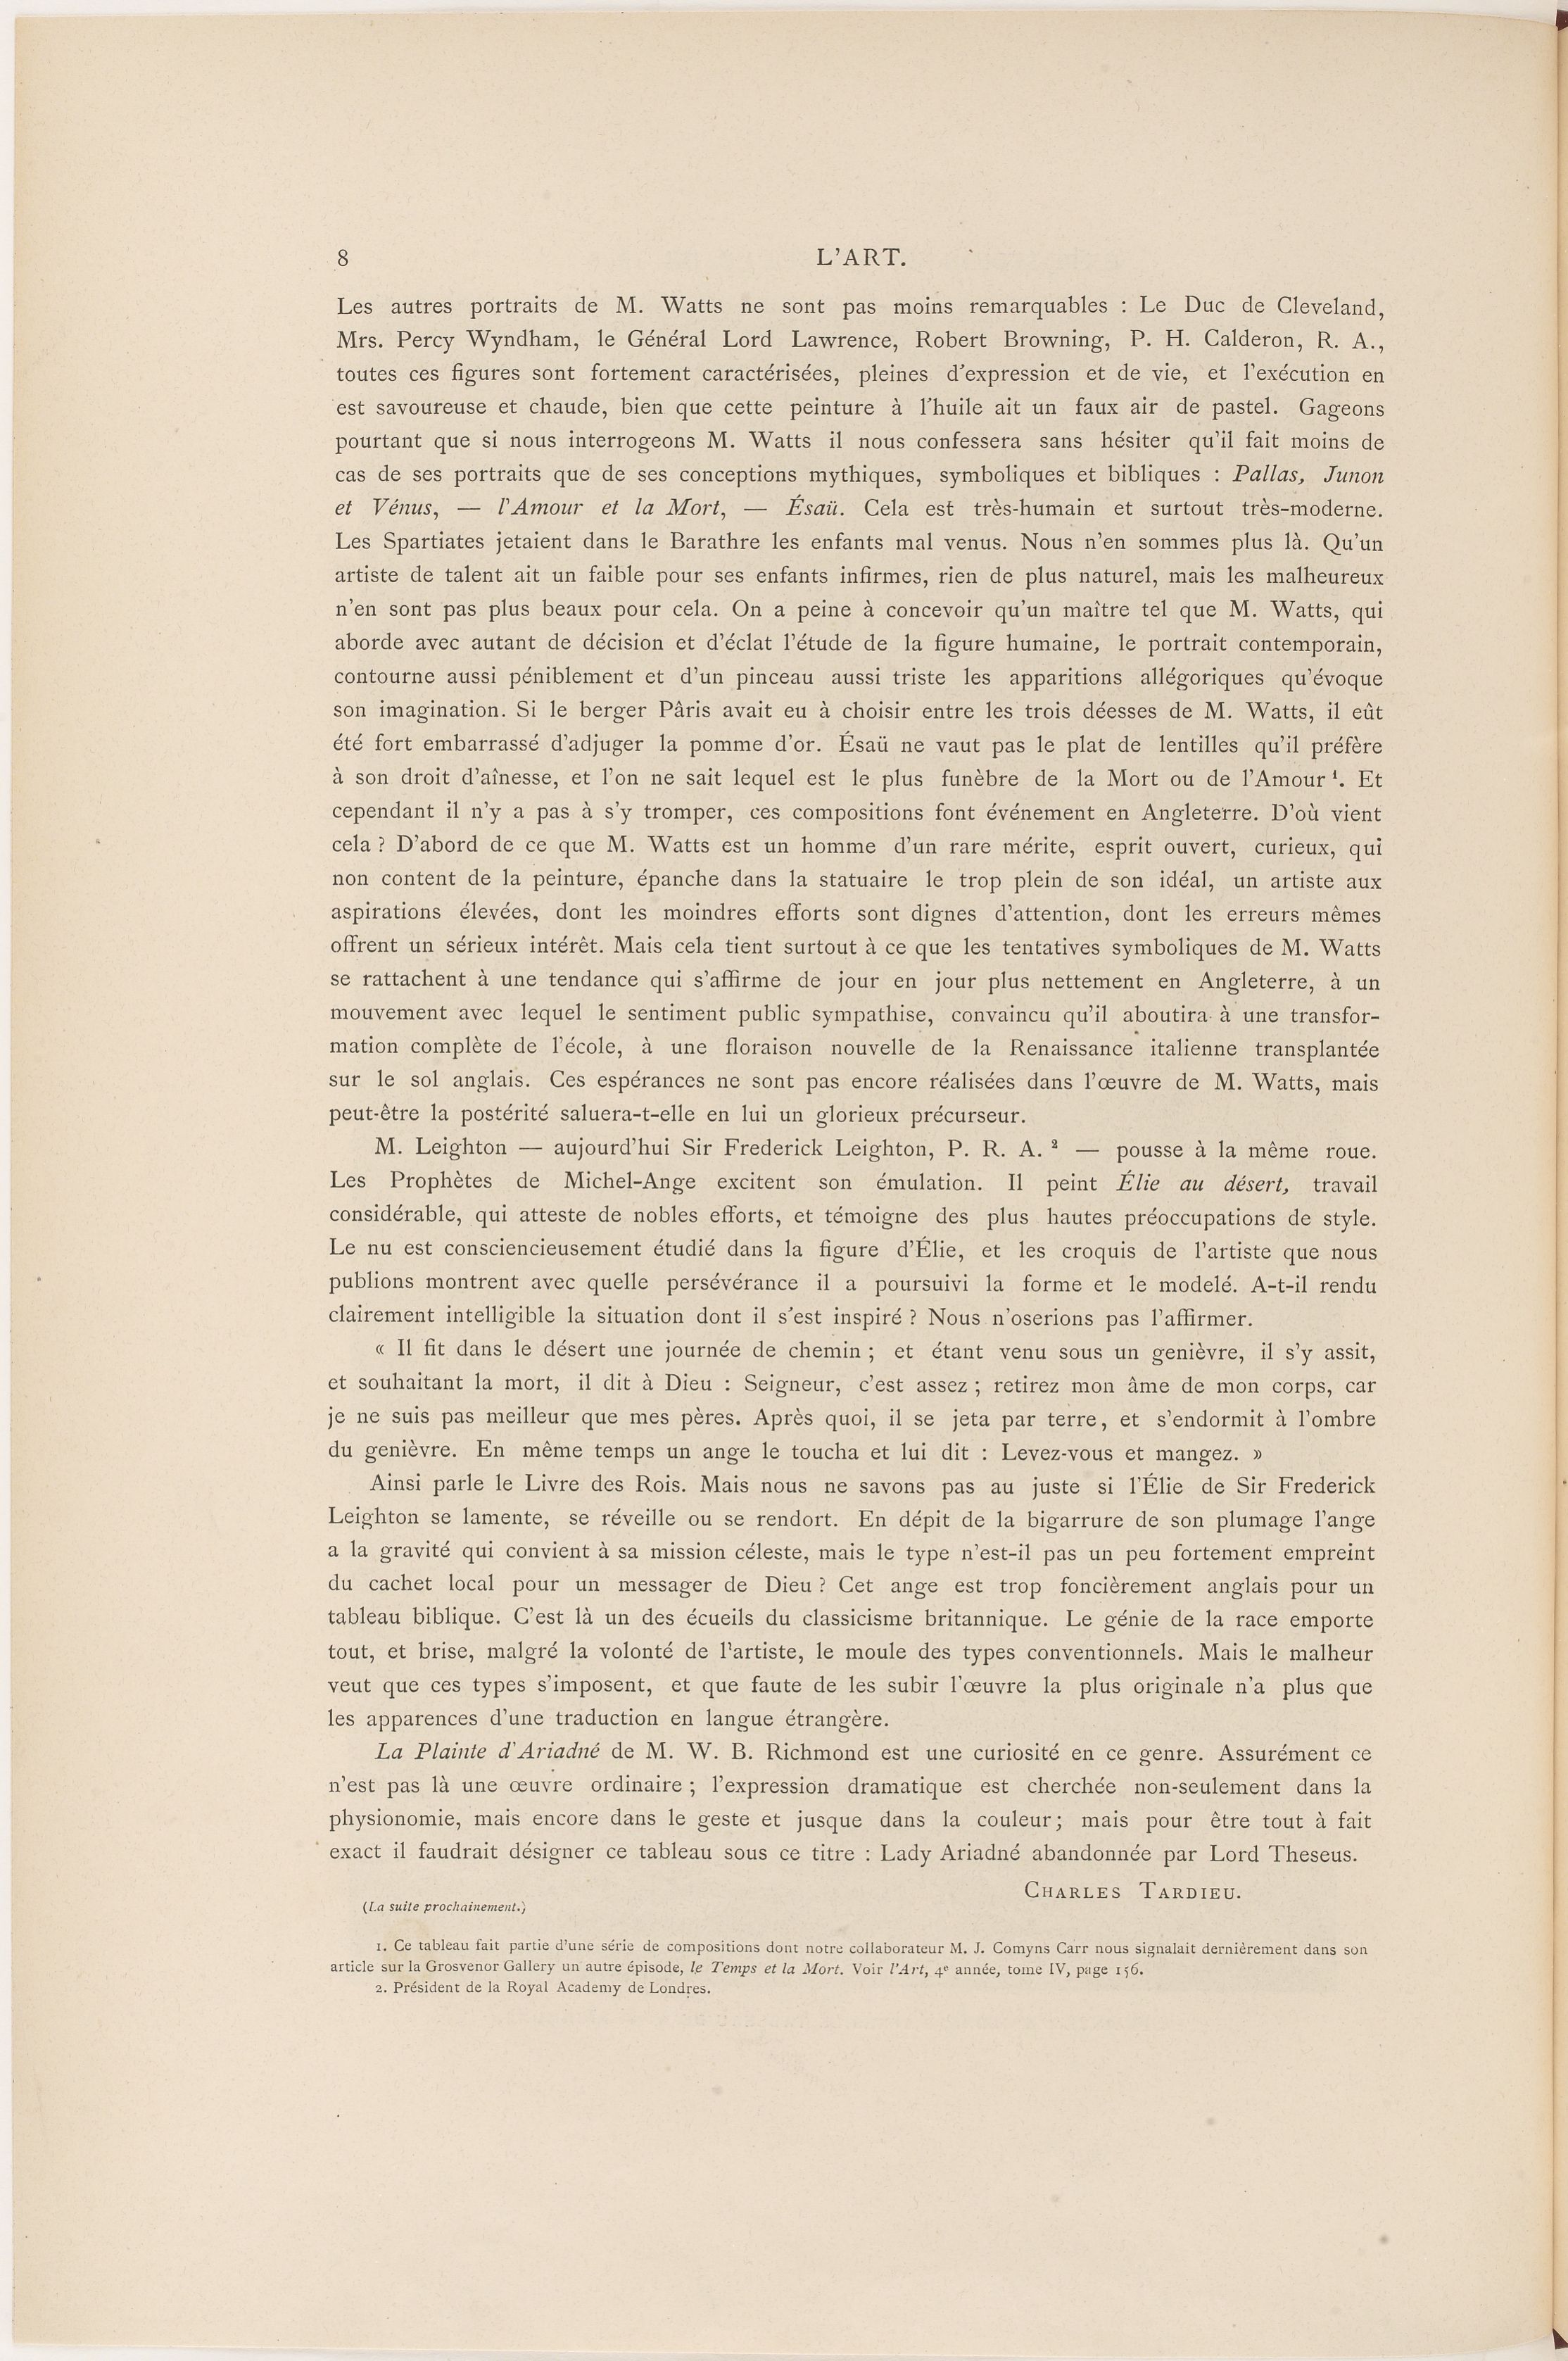 8 L'ART.
Les autres portraits de M. Watts ne sont pas moins remarquables : Le Duc de Cleveland,
Mrs. Percy Wyndham, le Général Lord Lawrence, Robert Browning, P. H. Calderon, R. A.,
toutes ces figures sont fortement caractérisées, pleines d'expression et de vie, et l'exécution en
est savoureuse et chaude, bien que cette peinture à l'huile ait un faux air de pastel. Gageons
pourtant que si nous interrogeons M. Watts il nous confessera sans hésiter qu'il fait moins de
cas de ses portraits que de ses conceptions mythiques, symboliques et bibliques : Pallas, Junon
et Vénus, — l'Amour et la Mort, — Ésaü. Cela est très-humain et surtout très-moderne.
Les Spartiates jetaient dans le Barathre les enfants mal venus. Nous n'en sommes plus là. Qu'un
artiste de talent ait un faible pour ses enfants infirmes, rien de plus naturel, mais les malheureux
n'en sont pas plus beaux pour cela. On a peine à concevoir qu'un maître tel que M. Watts, qui
aborde avec autant de décision et d'éclat l'étude de la figure humaine, le portrait contemporain,
contourne aussi péniblement et d'un pinceau aussi triste les apparitions allégoriques qu'évoque
son imagination. Si le berger Pâris avait eu à choisir entre les trois déesses de M. Watts, il eût
été fort embarrassé d'adjuger la pomme d'or. Ésaü ne vaut pas le plat de lentilles qu'il préfère
à son droit d'aînesse, et l'on ne sait lequel est le plus funèbre de la Mort ou de l'Amour ¹. Et
cependant il n'y a pas à s'y tromper, ces compositions font événement en Angleterre. D'où vient
cela ? D'abord de ce que M. Watts est un homme d'un rare mérite, esprit ouvert, curieux, qui
non content de la peinture, épanche dans la statuaire le trop plein de son idéal, un artiste aux
aspirations élevées, dont les moindres efforts sont dignes d'attention, dont les erreurs mêmes
offrent un sérieux intérêt. Mais cela tient surtout à ce que les tentatives symboliques de M. Watts
se rattachent à une tendance qui s'affirme de jour en jour plus nettement en Angleterre, à un
mouvement avec lequel le sentiment public sympathise, convaincu qu'il aboutira à une transfor-
mation complète de l'école, à une floraison nouvelle de la Renaissance italienne transplantée
sur le sol anglais. Ces espérances ne sont pas encore réalisées dans l'œuvre de M. Watts, mais
peut-être la postérité saluera-t-elle en lui un glorieux précurseur.
M. Leighton — aujourd'hui Sir Frederick Leighton, P. R. A. ² — pousse à la même roue.
Les Prophètes de Michel-Ange excitent son émulation. Il peint Élie au désert, travail
considérable, qui atteste de nobles efforts, et témoigne des plus hautes préoccupations de style.
Le nu est consciencieusement étudié dans la figure d'Élie, et les croquis de l'artiste que nous
publions montrent avec quelle persévérance il a poursuivi la forme et le modelé. A-t-il rendu
clairement intelligible la situation dont il s'est inspiré ? Nous n'oserions pas l'affirmer.
« Il fit dans le désert une journée de chemin ; et étant venu sous un genièvre, il s'y assit,
et souhaitant la mort, il dit à Dieu : Seigneur, c'est assez ; retirez mon âme de mon corps, car
je ne suis pas meilleur que mes pères. Après quoi, il se jeta par terre, et s'endormit à l'ombre
du genièvre. En même temps un ange le toucha et lui dit : Levez-vous et mangez. »
Ainsi parle le Livre des Rois. Mais nous ne savons pas au juste si l'Élie de Sir Frederick
Leighton se lamente, se réveille ou se rendort. En dépit de la bigarrure de son plumage l'ange
a la gravité qui convient à sa mission céleste, mais le type n'est-il pas un peu fortement empreint
du cachet local pour un messager de Dieu ? Cet ange est trop foncièrement anglais pour un
tableau biblique. C'est là un des écueils du classicisme britannique. Le génie de la race emporte
tout, et brise, malgré la volonté de l'artiste, le moule des types conventionnels. Mais le malheur
veut que ces types s'imposent, et que faute de les subir l'œuvre la plus originale n'a plus que
les apparences d'une traduction en langue étrangère.
La Plainte d'Ariadné de M. W. B. Richmond est une curiosité en ce genre. Assurément ce
n'est pas là une œuvre ordinaire ; l'expression dramatique est cherchée non-seulement dans la
physionomie, mais encore dans le geste et jusque dans la couleur ; mais pour être tout à fait
exact il faudrait désigner ce tableau sous ce titre : Lady Ariadné abandonnée par Lord Theseus.
CHARLES TARDIEU.
(La suite prochainement.)
1. Ce tableau fait partie d'une série de compositions dont notre collaborateur M. J. Comyns Carr nous signalait dernièrement dans son
article sur la Grosvenor Gallery un autre épisode, le Temps et la Mort. Voir l'Art, 4e année, tome IV, page 156.
2. Président de la Royal Academy de Londres.